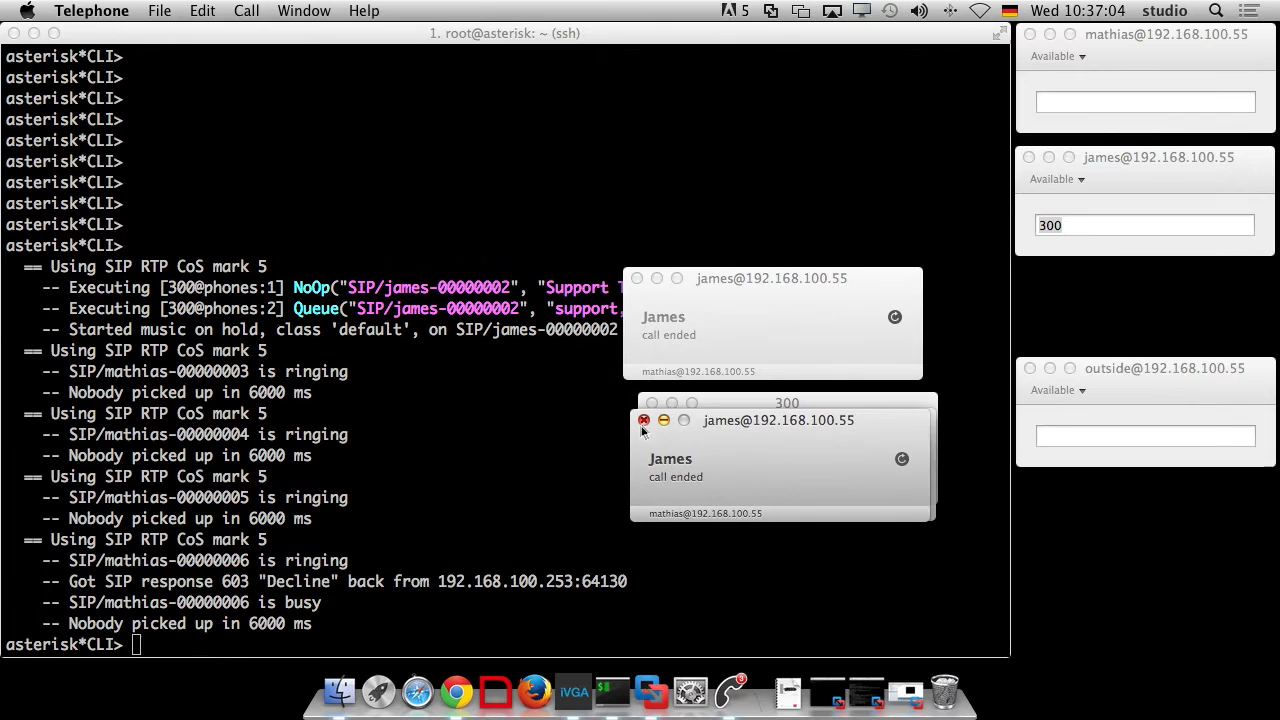 Telephone File Edit Call Window Help 5 Wed 10:37:04 studio
1. root@asterisk: ~ (ssh)
asterisk*CLI>
asterisk*CLI>
asterisk*CLI>
asterisk*CLI>
asterisk*CLI>
asterisk*CLI>
asterisk*CLI>
asterisk*CLI>
asterisk*CLI>
asterisk*CLI>
== Using SIP RTP CoS mark 5
-- Executing [300@phones:1] NoOp("SIP/james-00000002", "Support
-- Executing [300@phones:2] Queue("SIP/james-00000002", "support,
-- Started music on hold, class 'default', on SIP/james-00000002
== Using SIP RTP CoS mark 5
-- SIP/mathias-00000003 is ringing
-- Nobody picked up in 6000 ms
== Using SIP RTP CoS mark 5
-- SIP/mathias-00000004 is ringing
-- Nobody picked up in 6000 ms
== Using SIP RTP CoS mark 5
-- SIP/mathias-00000005 is ringing
-- Nobody picked up in 6000 ms
== Using SIP RTP CoS mark 5
-- SIP/mathias-00000006 is ringing
-- Got SIP response 603 "Decline" back from 192.168.100.253:64130
-- SIP/mathias-00000006 is busy
-- Nobody picked up in 6000 ms
asterisk*CLI>
james@192.168.100.55
James
call ended
mathias@192.168.100.55
300
james@192.168.100.55
James
call ended
mathias@192.168.100.55
mathias@192.168.100.55
Available
james@192.168.100.55
Available
300
outside@192.168.100.55
Available
iVGA
3